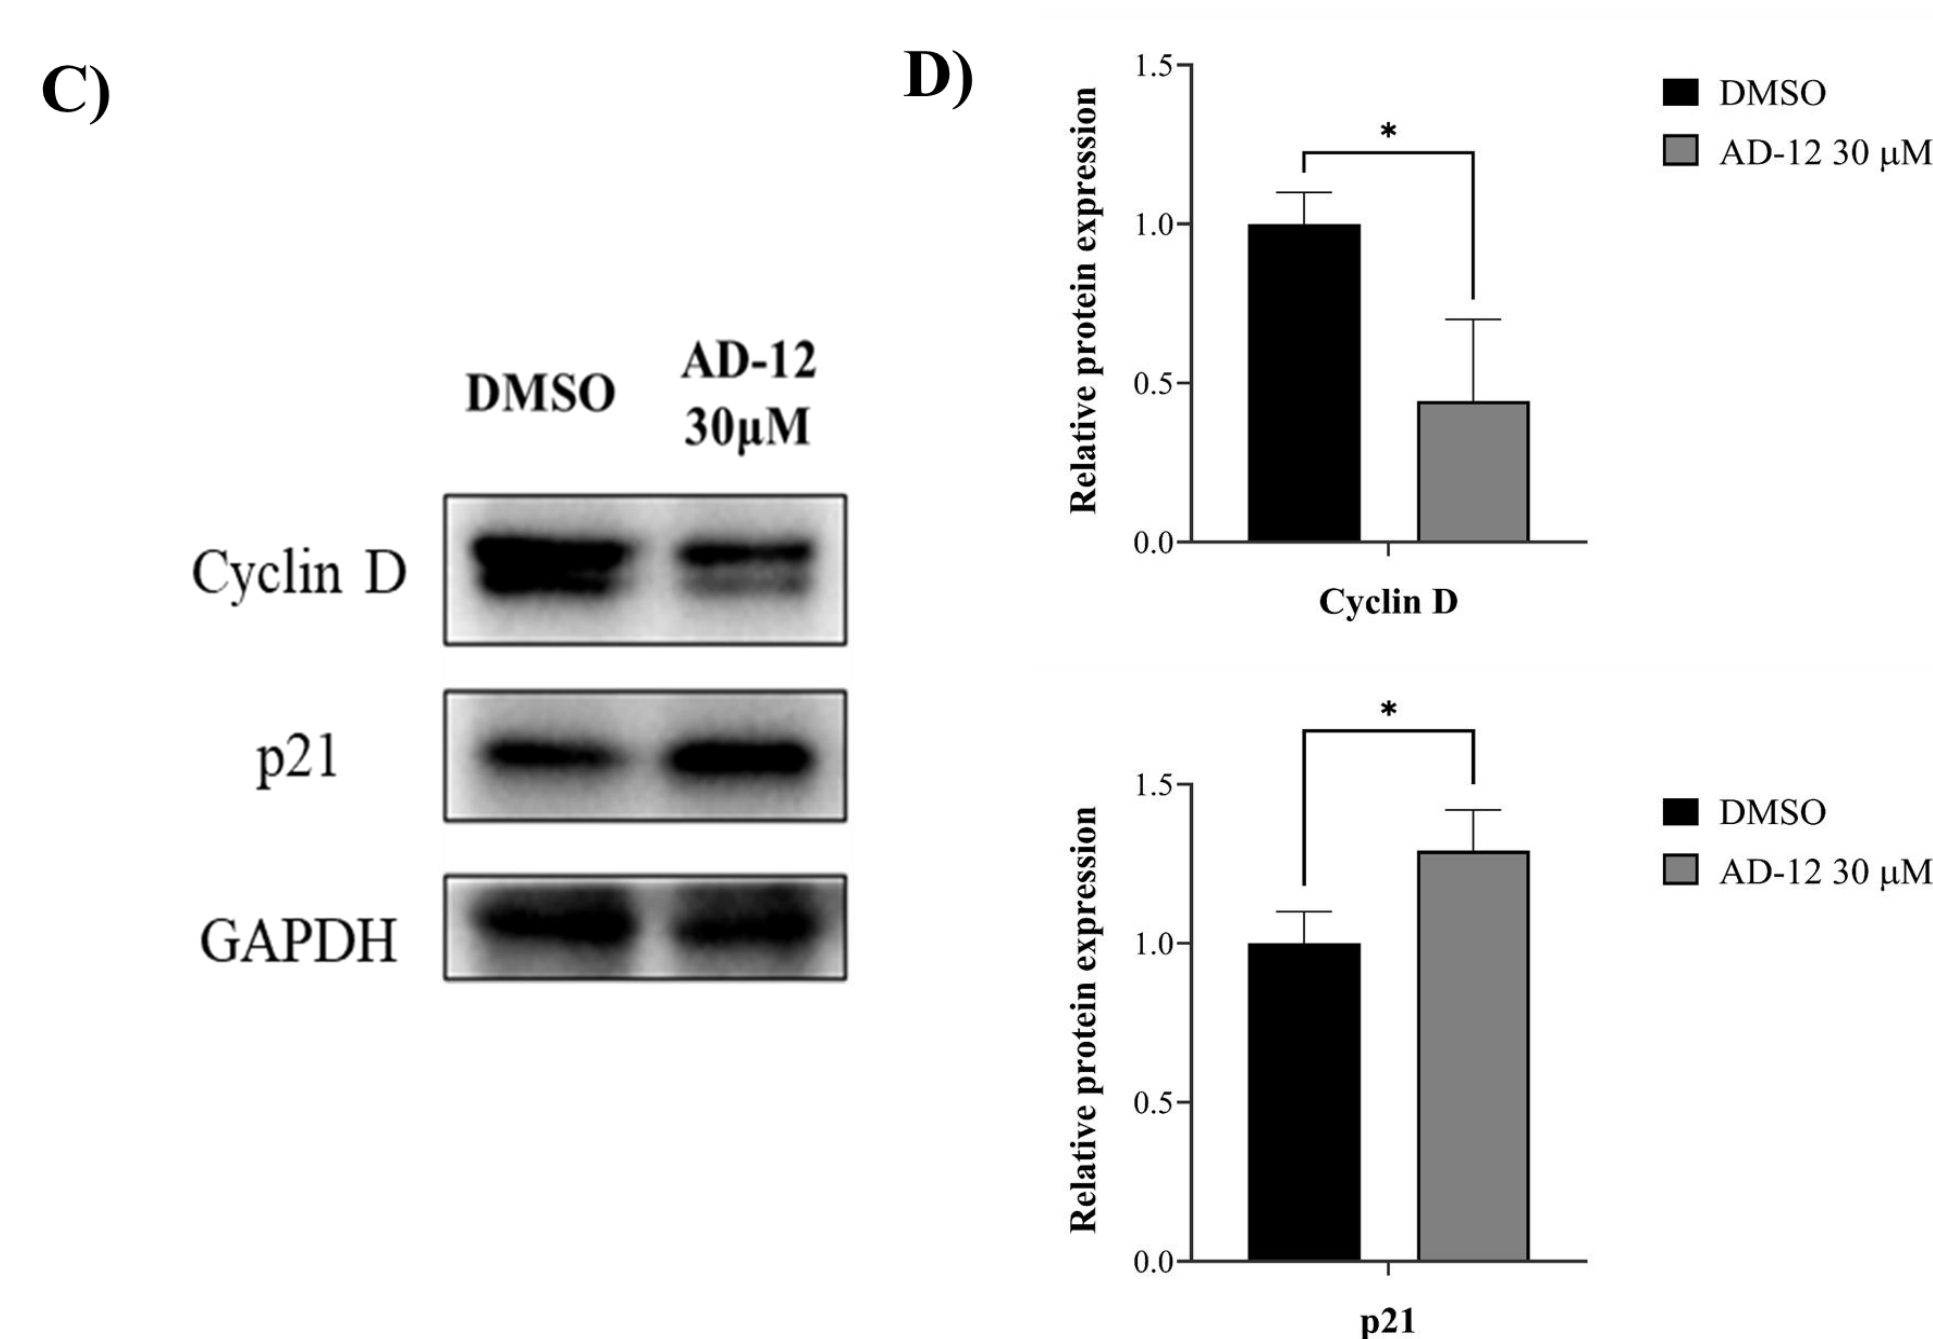 C)
DMSO
AD-12
30μM
Cyclin D
p21
GAPDH
D)
Relative protein expression
1.5
1.0
0.5
0.0
*
Cyclin D
DMSO
AD-12 30 μM
Relative protein expression
1.5
1.0
0.5
0.0
*
p21
DMSO
AD-12 30 μM